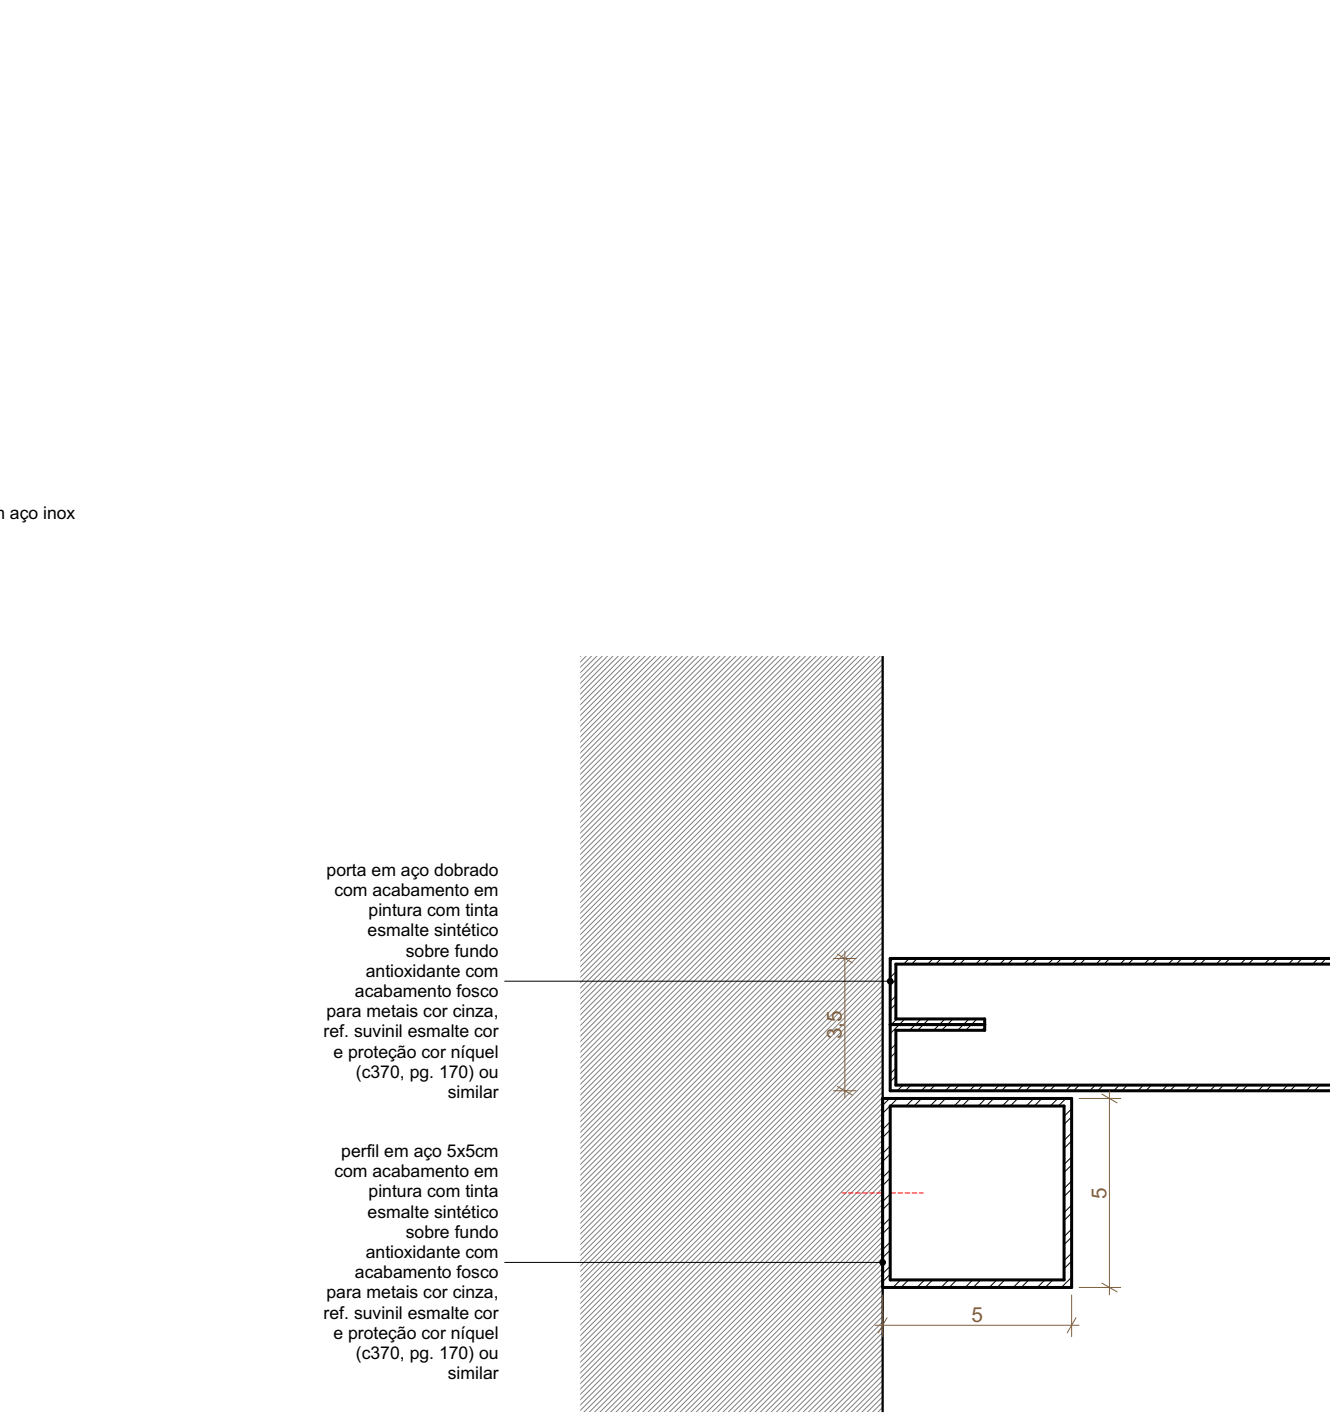 aço inox
porta em aço dobrado
com acabamento em
pintura com tinta
esmalte sintético
sobre fundo
antioxidante com
acabamento fosco
para metais cor cinza,
ref. suvinil esmalte cor
e proteção cor níquel
(c370, pg. 170) ou
similar
3,5
perfil em aço 5x5cm
com acabamento em
pintura com tinta
esmalte sintético
sobre fundo
antioxidante com
acabamento fosco
para metais cor cinza,
ref. suvinil esmalte cor
e proteção cor níquel
(c370, pg. 170) ou
similar
5
5